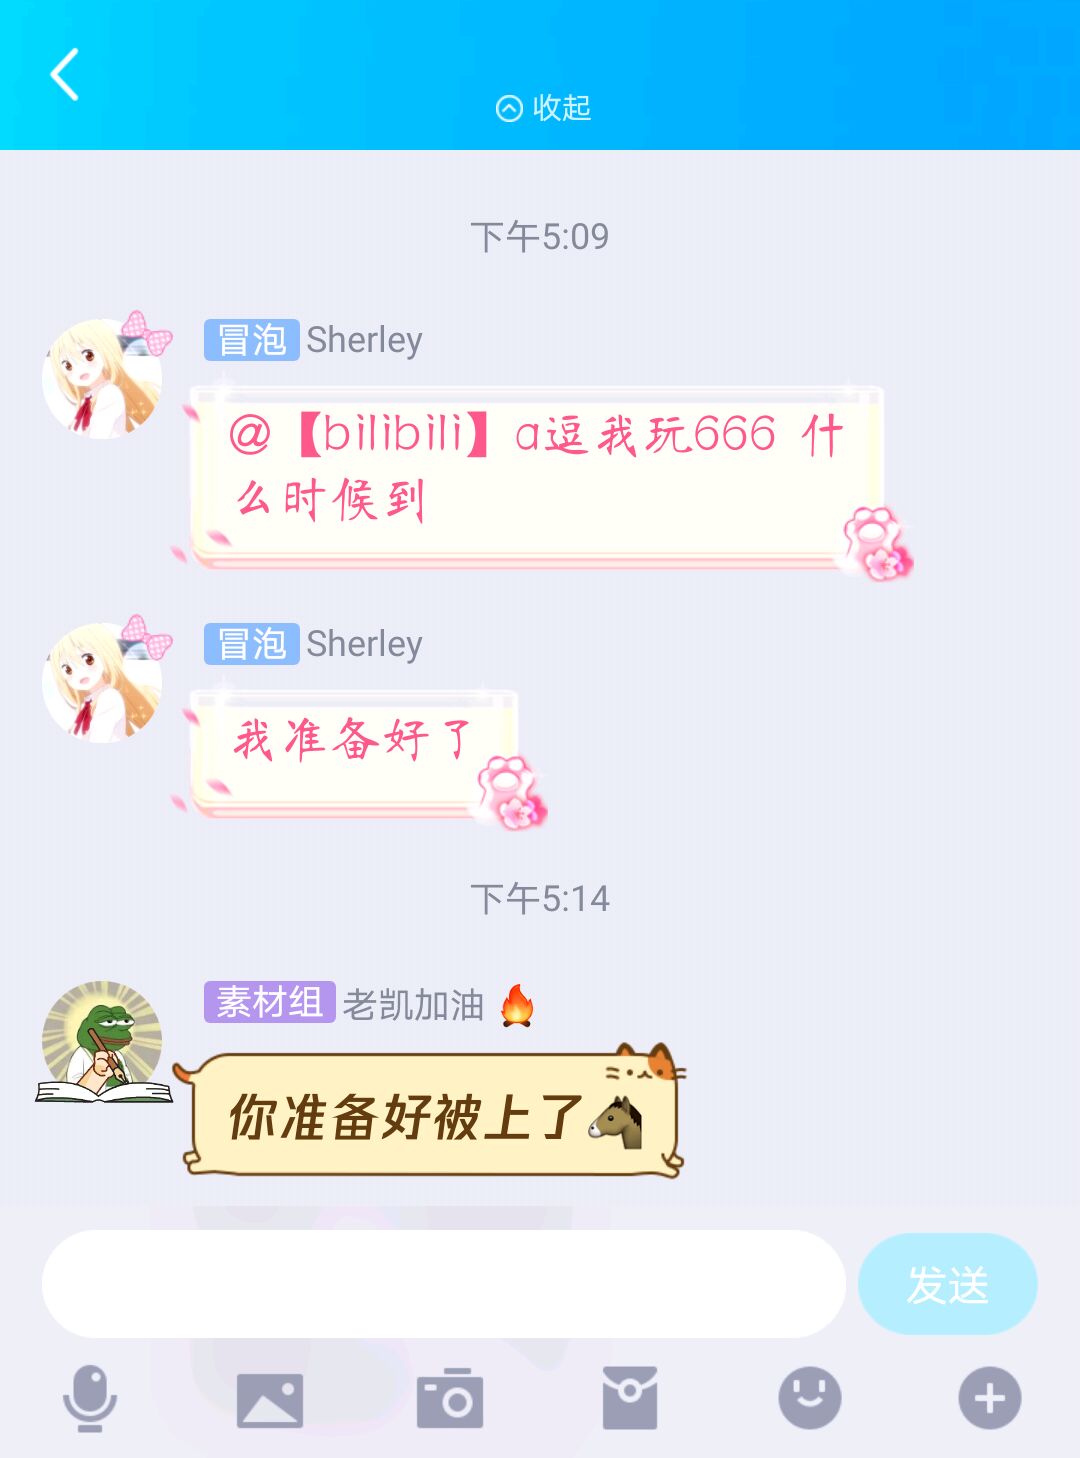 收起
下午5:09
冒泡 Sherley
@【bilibili】a逗我玩666 什
么时候到
冒泡 Sherley
我准备好了
下午5:14
素材组 老凯加油🔥
你准备好被上了🐴
发送